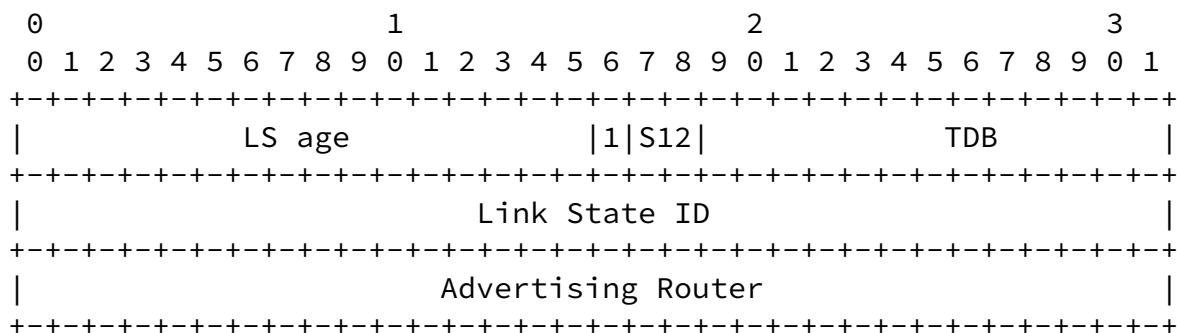 0                   1                   2                   3
0 1 2 3 4 5 6 7 8 9 0 1 2 3 4 5 6 7 8 9 0 1 2 3 4 5 6 7 8 9 0 1
+-+-+-+-+-+-+-+-+-+-+-+-+-+-+-+-+-+-+-+-+-+-+-+-+-+-+-+-+-+-+-+-+
|            LS age             |1|S12|          TDB            |
+-+-+-+-+-+-+-+-+-+-+-+-+-+-+-+-+-+-+-+-+-+-+-+-+-+-+-+-+-+-+-+-+
|                         Link State ID                         |
+-+-+-+-+-+-+-+-+-+-+-+-+-+-+-+-+-+-+-+-+-+-+-+-+-+-+-+-+-+-+-+-+
|                       Advertising Router                      |
+-+-+-+-+-+-+-+-+-+-+-+-+-+-+-+-+-+-+-+-+-+-+-+-+-+-+-+-+-+-+-+-+